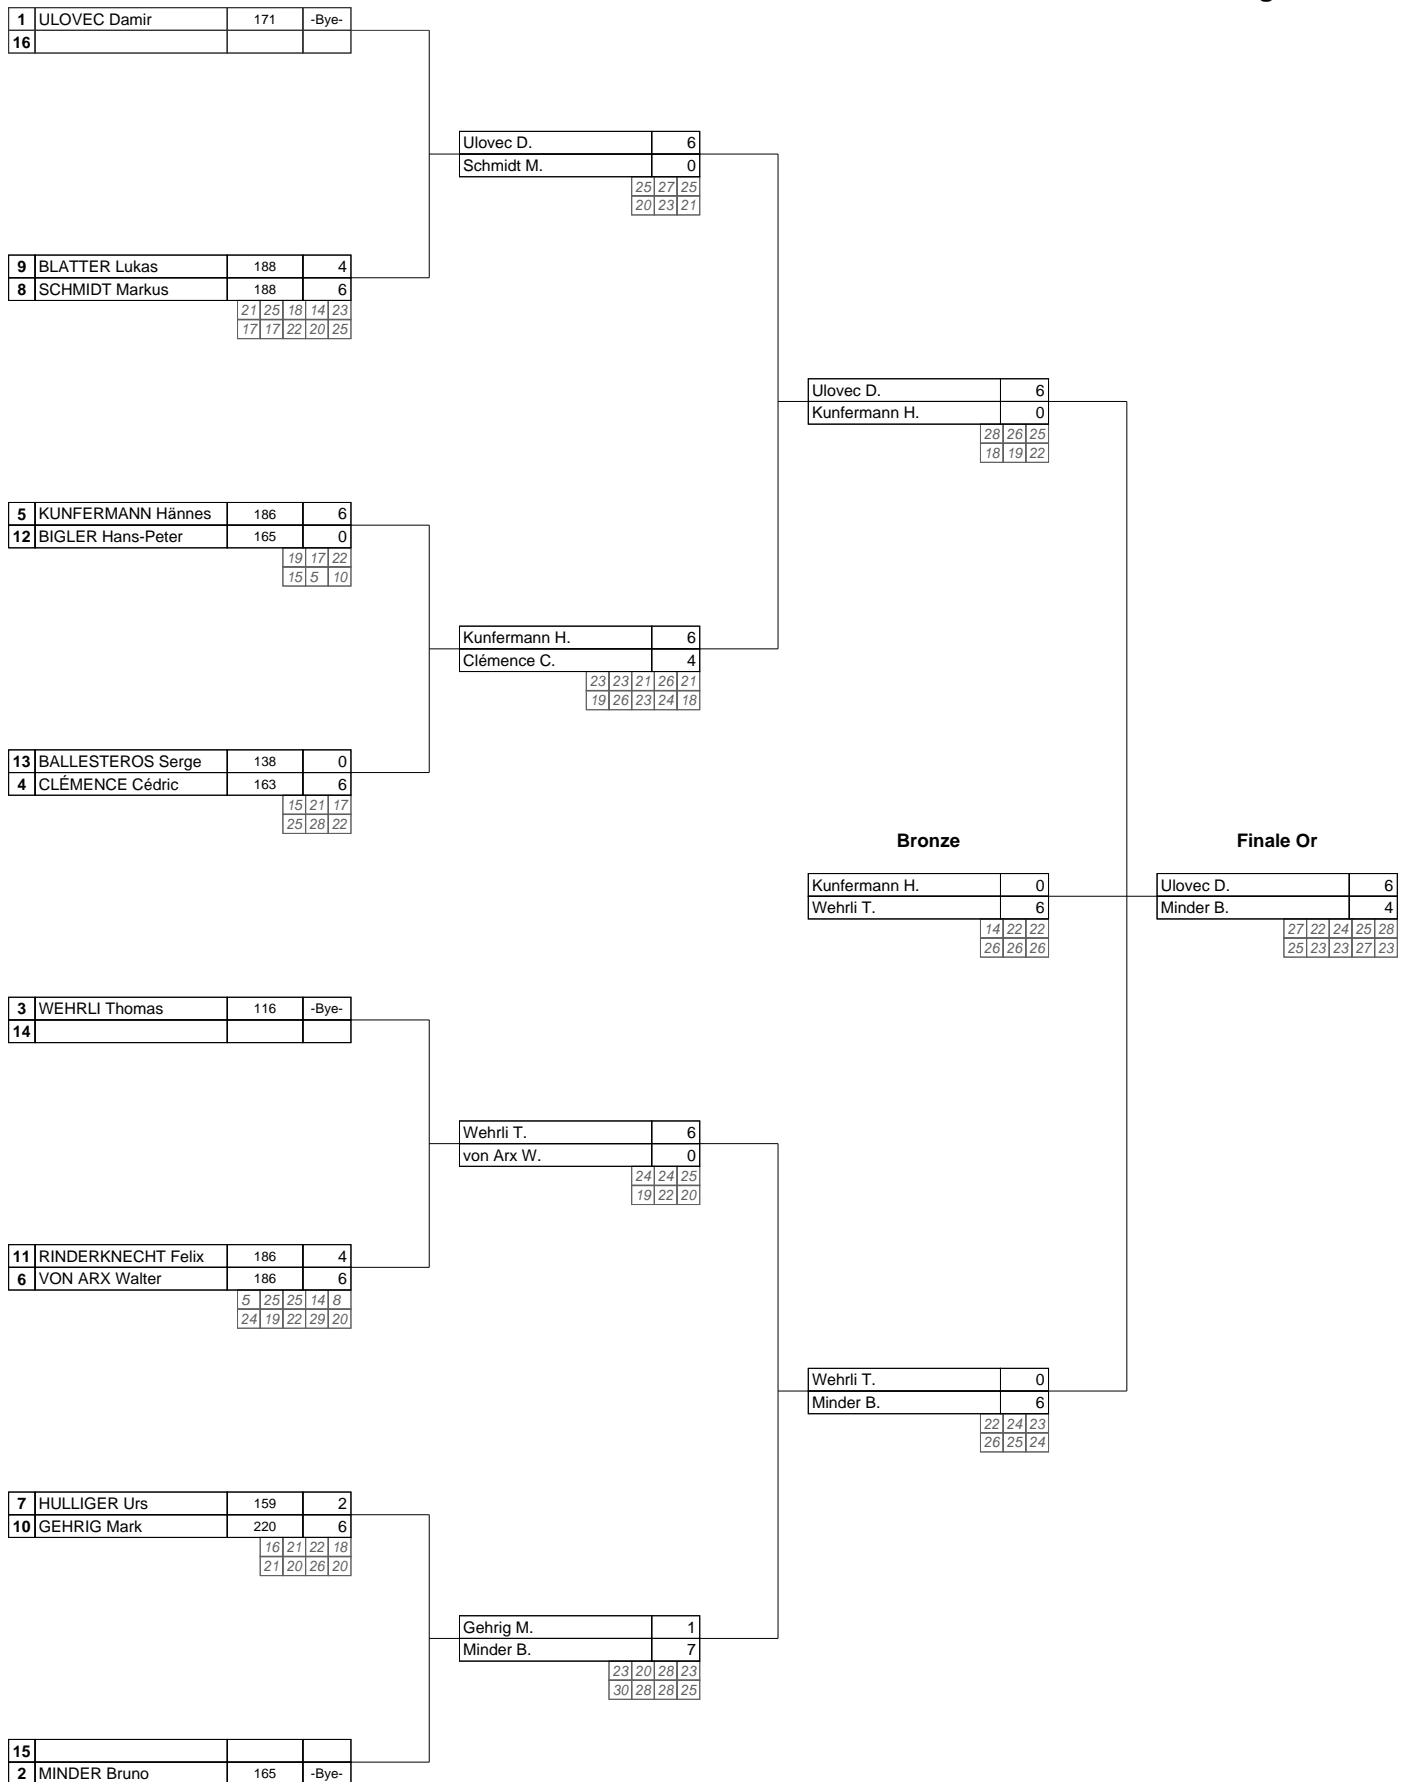 1 ULOVEC Damir 171 -Bye-
16
Ulovec D. 6
Schmidt M. 0
25 27 25
20 23 21
9 BLATTER Lukas 188 4
8 SCHMIDT Markus 188 6
21 25 18 14 23
17 17 22 20 25
Ulovec D. 6
Kunfermann H. 0
28 26 25
18 19 22
5 KUNFERMANN Hännes 186 6
12 BIGLER Hans-Peter 165 0
19 17 22
15 5 10
Kunfermann H. 6
Clémence C. 4
23 23 21 26 21
19 26 23 24 18
13 BALLESTEROS Serge 138 0
4 CLÉMENCE Cédric 163 6
15 21 17
25 28 22
Bronze
Finale Or
Kunfermann H. 0
Wehrli T. 6
14 22 22
26 26 26
Ulovec D. 6
Minder B. 4
27 22 24 25 28
25 23 23 27 23
3 WEHRLI Thomas 116 -Bye-
14
Wehrli T. 6
von Arx W. 0
24 24 25
19 22 20
11 RINDERKNECHT Felix 186 4
6 VON ARX Walter 186 6
5 25 25 14 8
24 19 22 29 20
Wehrli T. 0
Minder B. 6
22 24 23
26 25 24
7 HULLIGER Urs 159 2
10 GEHRIG Mark 220 6
16 21 22 18
21 20 26 20
Gehrig M. 1
Minder B. 7
23 20 28 23
30 28 28 25
15
2 MINDER Bruno 165 -Bye-